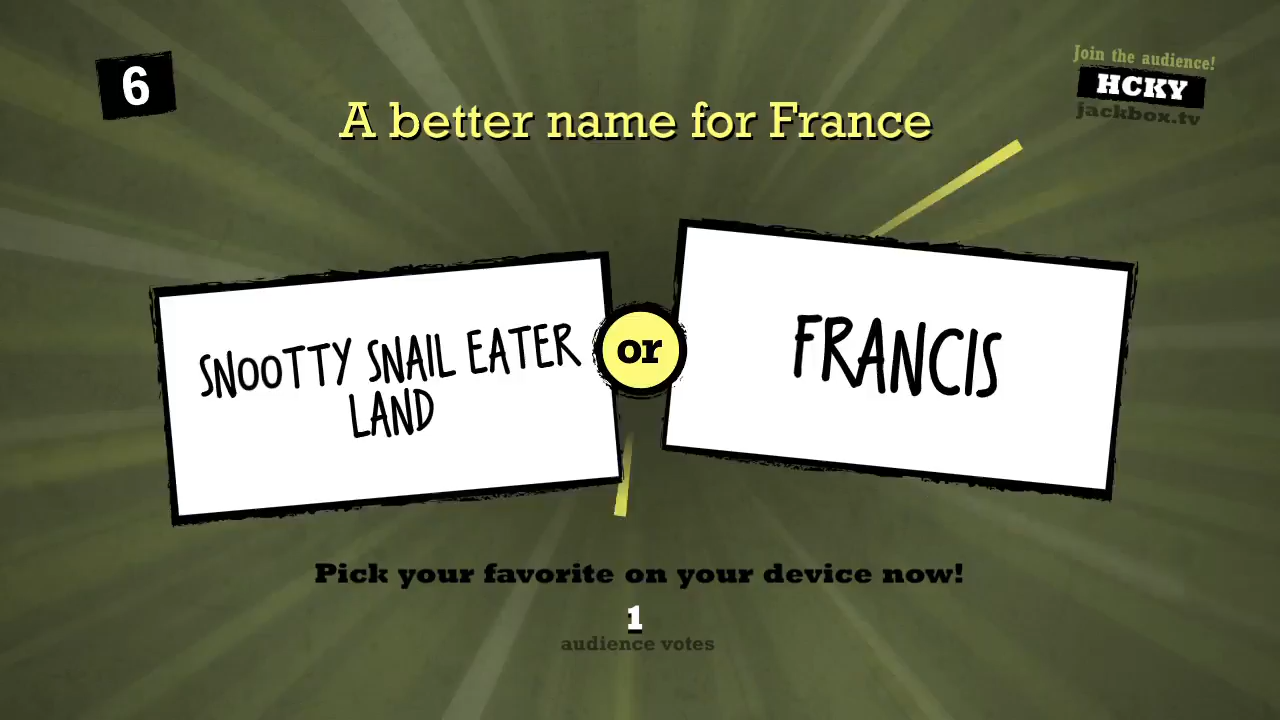 6
Join the audience!
HCKY
jackbox.tv
A better name for France
SNOOTTY SNAIL EATER
LAND
or
FRANCIS
Pick your favorite on your device now!
1
audience votes